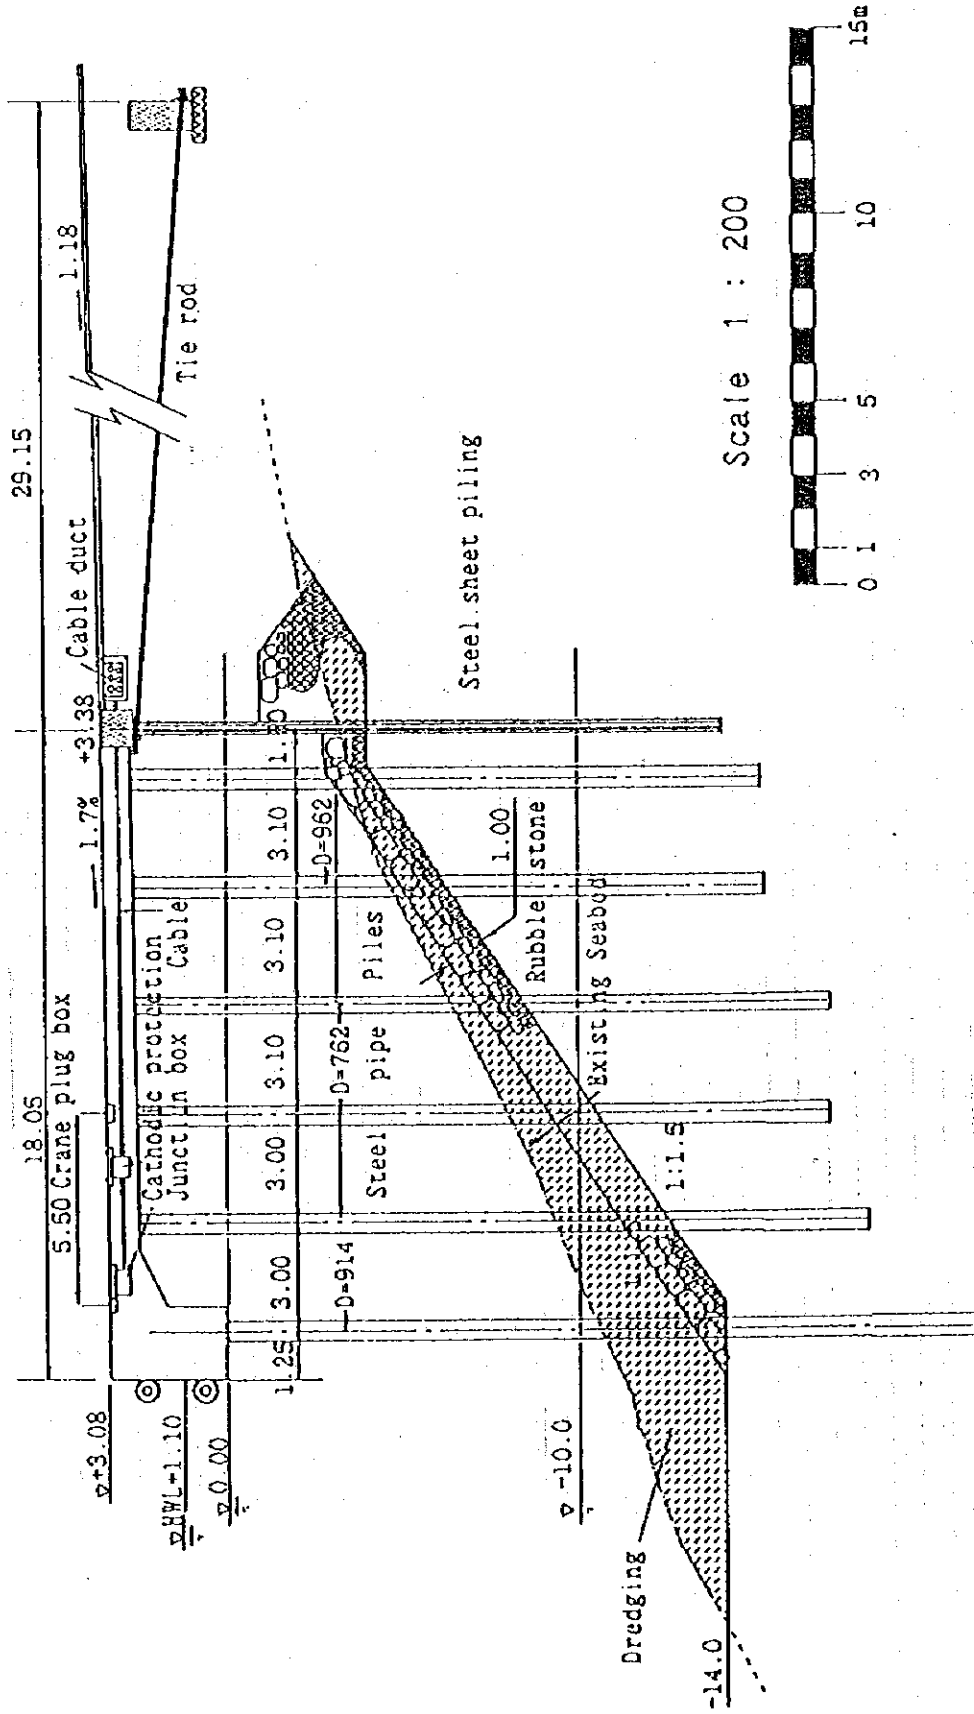 29.15
18.05
5.50 Crane plug box
1.7%
+3.38
Cable duct
1.18
Tie rod
▽+3.08
▽HWL+1.10
▽ 0.00
Cathodic protection
Junction box
Cable
1.25
3.00
3.00
3.10
3.10
3.10
D=914
D=762
D=962
Steel pipe Piles
Steel sheet piling
1.00
Rubble stone
Existing Seabod
1:1.5
▽ -10.0
Dredging
-14.0
Scale 1 : 200
0 1 3 5 10 15m